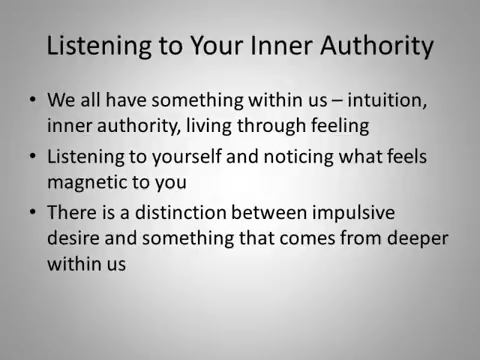 Listening to Your Inner Authority
• We all have something within us – intuition,
inner authority, living through feeling
• Listening to yourself and noticing what feels
magnetic to you
• There is a distinction between impulsive
desire and something that comes from deeper
within us